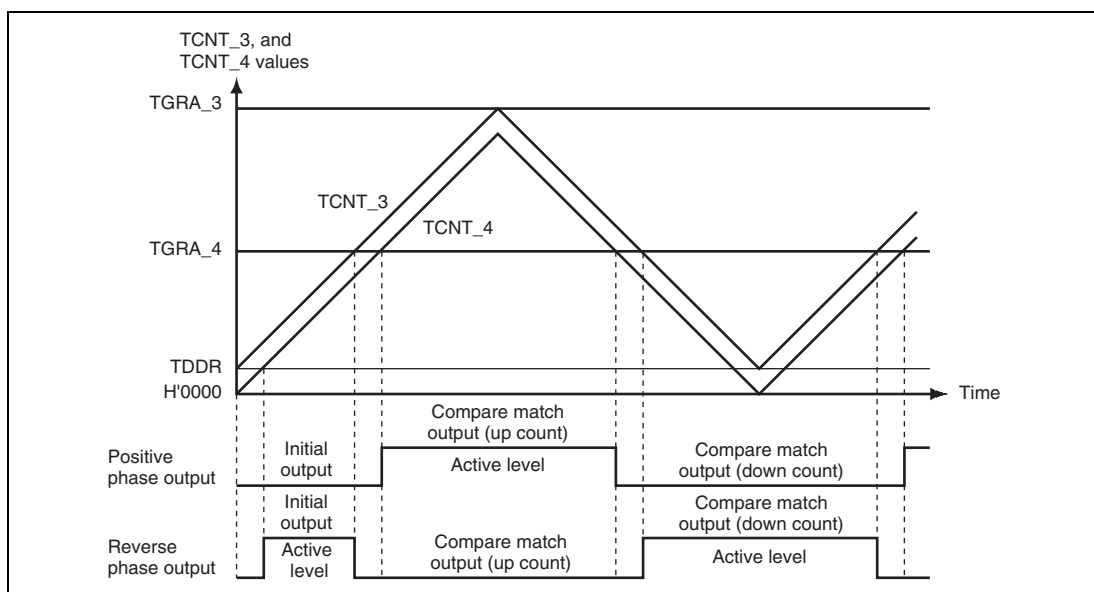 TCNT_3, and
TCNT_4 values
TGRA_3
TCNT_3
TCNT_4
TGRA_4
TDDR
H'0000
Time
Positive
phase output
Initial
output
Compare match
output (up count)
Active level
Compare match
output (down count)
Reverse
phase output
Initial
output
Active
level
Compare match
output (up count)
Compare match
output (down count)
Active level